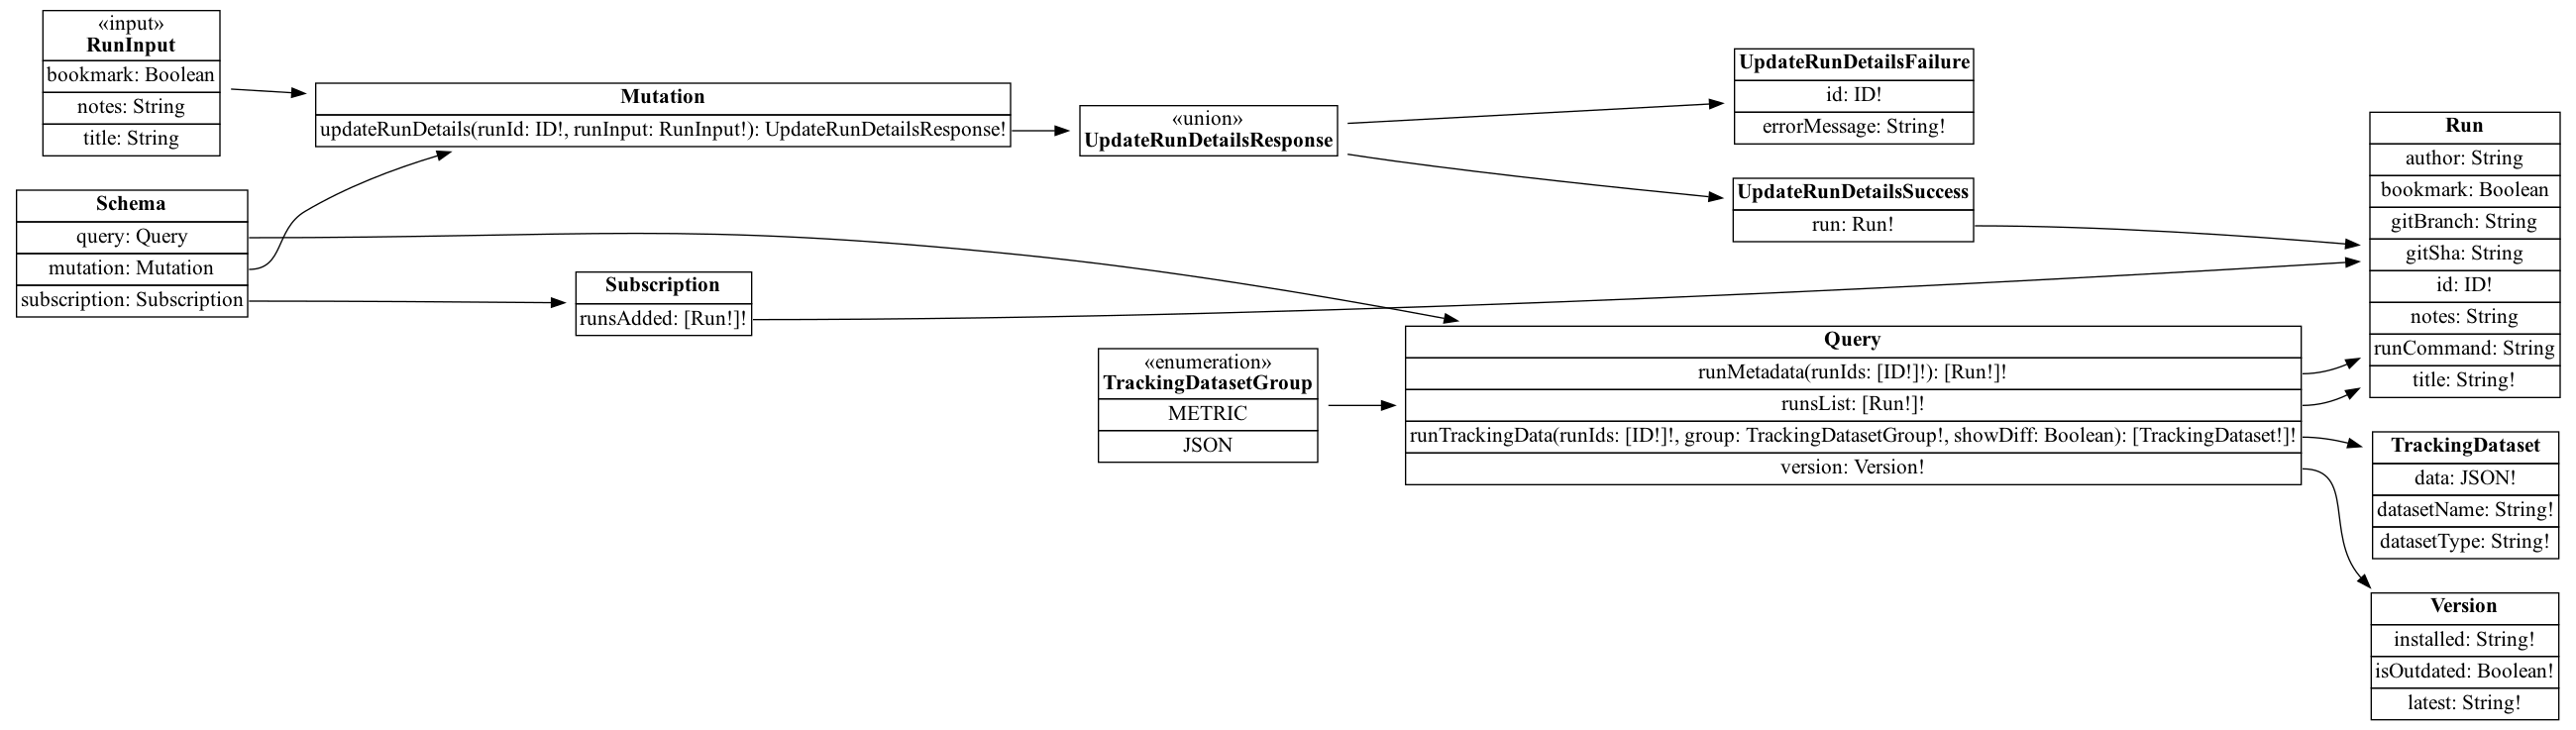 «input»
RunInput
bookmark: Boolean
notes: String
title: String
Schema
query: Query
mutation: Mutation
subscription: Subscription
Mutation
updateRunDetails(runId: ID!, runInput: RunInput!): UpdateRunDetailsResponse!
Subscription
runsAdded: [Run!]!
«union»
UpdateRunDetailsResponse
«enumeration»
TrackingDatasetGroup
METRIC
JSON
UpdateRunDetailsFailure
id: ID!
errorMessage: String!
UpdateRunDetailsSuccess
run: Run!
Query
runMetadata(runIds: [ID!]!): [Run!]!
runsList: [Run!]!
runTrackingData(runIds: [ID!]!, group: TrackingDatasetGroup!, showDiff: Boolean): [TrackingDataset!]!
version: Version!
Run
author: String
bookmark: Boolean
gitBranch: String
gitSha: String
id: ID!
notes: String
runCommand: String
title: String!
TrackingDataset
data: JSON!
datasetName: String!
datasetType: String!
Version
installed: String!
isOutdated: Boolean!
latest: String!